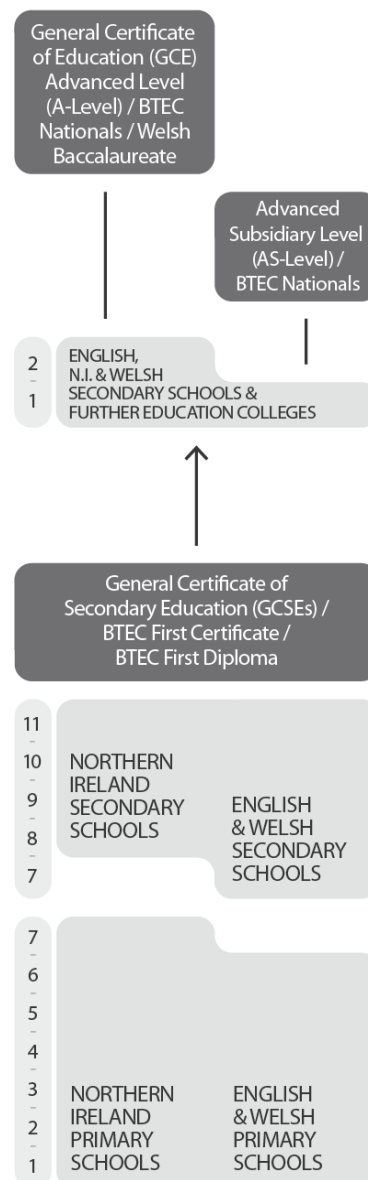 General Certificate
of Education (GCE)
Advanced Level
(A-Level) / BTEC
Nationals / Welsh
Baccalaureate
Advanced
Subsidiary Level
(AS-Level) /
BTEC Nationals
2
-
1
ENGLISH,
N.I. & WELSH
SECONDARY SCHOOLS &
FURTHER EDUCATION COLLEGES
General Certificate of
Secondary Education (GCSEs) /
BTEC First Certificate /
BTEC First Diploma
11
-
10
-
9
-
8
-
7
NORTHERN
IRELAND
SECONDARY
SCHOOLS
ENGLISH
& WELSH
SECONDARY
SCHOOLS
7
-
6
-
5
-
4
-
3
-
2
-
1
NORTHERN
IRELAND
PRIMARY
SCHOOLS
ENGLISH
& WELSH
PRIMARY
SCHOOLS